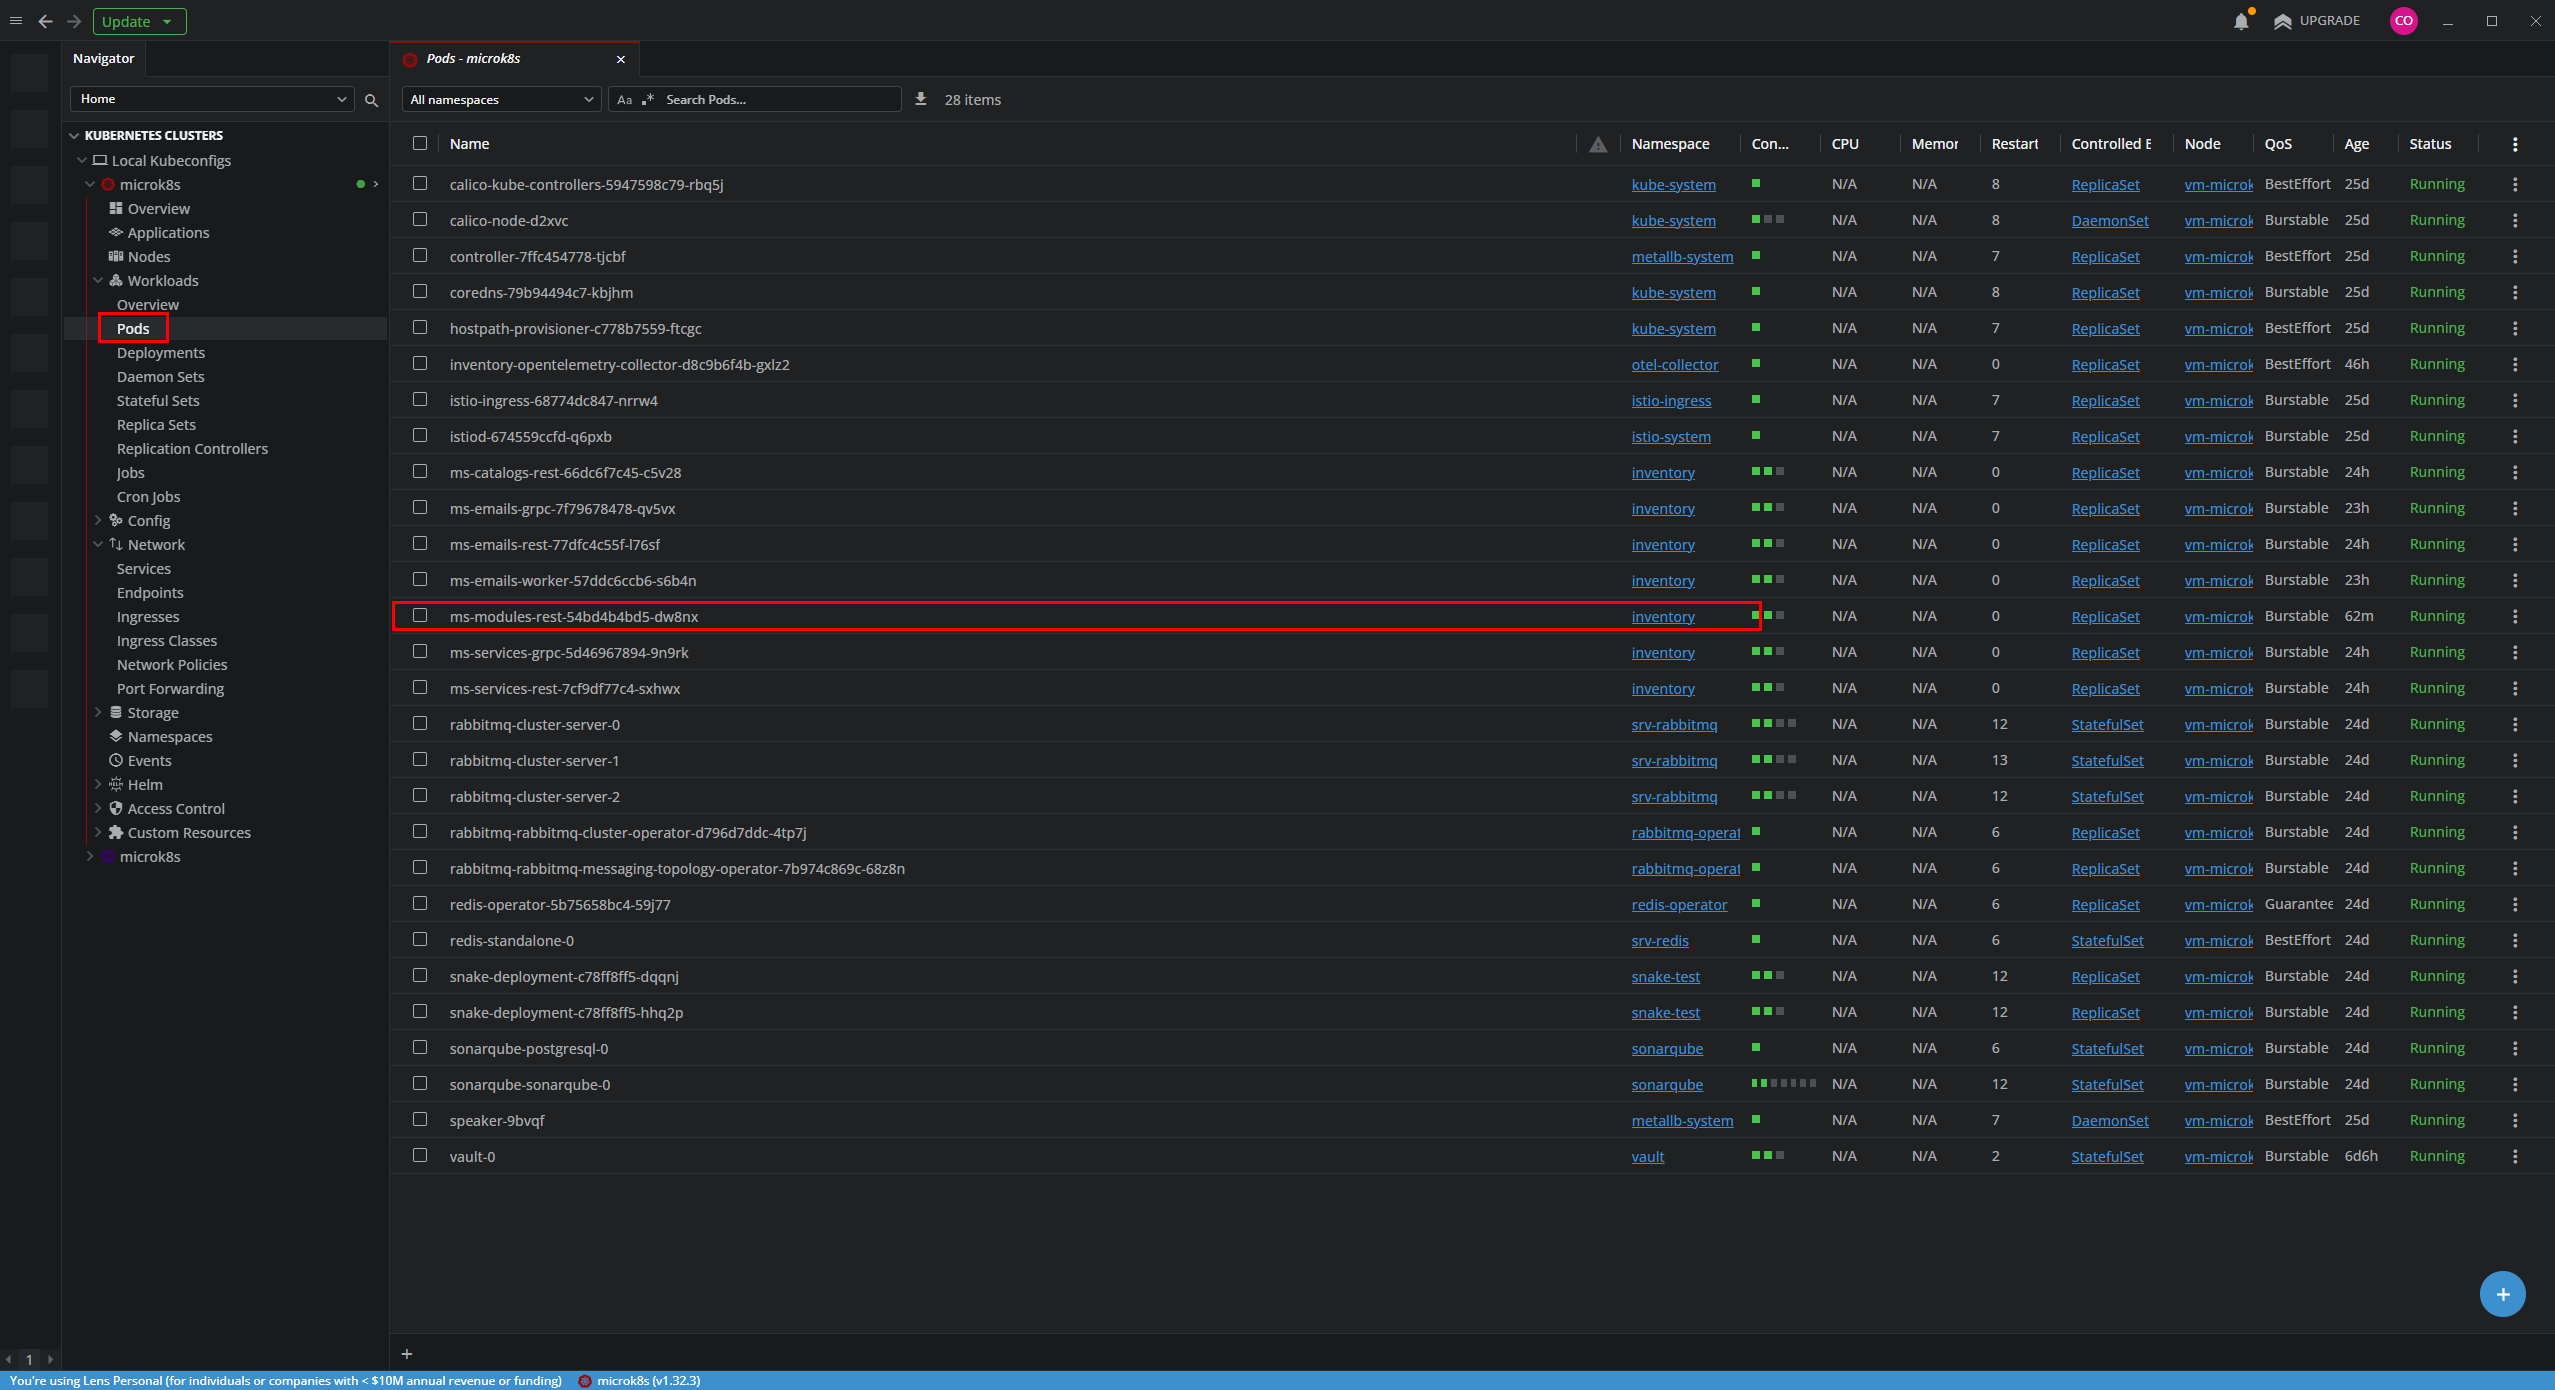 Update
UPGRADE
CO
Navigator
Pods - microk8s
Home
All namespaces
Aa .* Search Pods...
28 items
KUBERNETES CLUSTERS
Local Kubeconfigs
microk8s
Overview
Applications
Nodes
Workloads
Overview
Pods
Deployments
Daemon Sets
Stateful Sets
Replica Sets
Replication Controllers
Jobs
Cron Jobs
Config
Network
Services
Endpoints
Ingresses
Ingress Classes
Network Policies
Port Forwarding
Storage
Namespaces
Events
Helm
Access Control
Custom Resources
microk8s
Name Namespace Con... CPU Memor Restart Controlled B Node QoS Age Status
calico-kube-controllers-5947598c79-rbq5j kube-system N/A N/A 8 ReplicaSet vm-microk BestEffort 25d Running
calico-node-d2xvc kube-system N/A N/A 8 DaemonSet vm-microk Burstable 25d Running
controller-7ffc454778-tjcbf metallb-system N/A N/A 7 ReplicaSet vm-microk BestEffort 25d Running
coredns-79b94494c7-kbjhm kube-system N/A N/A 8 ReplicaSet vm-microk Burstable 25d Running
hostpath-provisioner-c778b7559-ftcgc kube-system N/A N/A 7 ReplicaSet vm-microk BestEffort 25d Running
inventory-opentelemetry-collector-d8c9b6f4b-gxlz2 otel-collector N/A N/A 0 ReplicaSet vm-microk BestEffort 46h Running
istio-ingress-68774dc847-nrrw4 istio-ingress N/A N/A 7 ReplicaSet vm-microk Burstable 25d Running
istiod-674559ccfd-q6pxb istio-system N/A N/A 7 ReplicaSet vm-microk Burstable 25d Running
ms-catalogs-rest-66dc6f7c45-c5v28 inventory N/A N/A 0 ReplicaSet vm-microk Burstable 24h Running
ms-emails-grpc-7f79678478-qv5vx inventory N/A N/A 0 ReplicaSet vm-microk Burstable 23h Running
ms-emails-rest-77dfc4c55f-l76sf inventory N/A N/A 0 ReplicaSet vm-microk Burstable 24h Running
ms-emails-worker-57ddc6ccb6-s6b4n inventory N/A N/A 0 ReplicaSet vm-microk Burstable 23h Running
ms-modules-rest-54bd4b4bd5-dw8nx inventory N/A N/A 0 ReplicaSet vm-microk Burstable 62m Running
ms-services-grpc-5d46967894-9n9rk inventory N/A N/A 0 ReplicaSet vm-microk Burstable 24h Running
ms-services-rest-7cf9df77c4-sxhwx inventory N/A N/A 0 ReplicaSet vm-microk Burstable 24h Running
rabbitmq-cluster-server-0 srv-rabbitmq N/A N/A 12 StatefulSet vm-microk Burstable 24d Running
rabbitmq-cluster-server-1 srv-rabbitmq N/A N/A 13 StatefulSet vm-microk Burstable 24d Running
rabbitmq-cluster-server-2 srv-rabbitmq N/A N/A 12 StatefulSet vm-microk Burstable 24d Running
rabbitmq-rabbitmq-cluster-operator-d796d7ddc-4tp7j rabbitmq-operat N/A N/A 6 ReplicaSet vm-microk Burstable 24d Running
rabbitmq-rabbitmq-messaging-topology-operator-7b974c869c-68z8n rabbitmq-operat N/A N/A 6 ReplicaSet vm-microk Burstable 24d Running
redis-operator-5b75658bc4-59j77 redis-operator N/A N/A 6 ReplicaSet vm-microk Guarantee 24d Running
redis-standalone-0 srv-redis N/A N/A 6 StatefulSet vm-microk BestEffort 24d Running
snake-deployment-c78ff8ff5-dqqnj snake-test N/A N/A 12 ReplicaSet vm-microk Burstable 24d Running
snake-deployment-c78ff8ff5-hhq2p snake-test N/A N/A 12 ReplicaSet vm-microk Burstable 24d Running
sonarqube-postgresql-0 sonarqube N/A N/A 6 StatefulSet vm-microk Burstable 24d Running
sonarqube-sonarqube-0 sonarqube N/A N/A 12 StatefulSet vm-microk Burstable 24d Running
speaker-9bvqf metallb-system N/A N/A 7 DaemonSet vm-microk BestEffort 25d Running
vault-0 vault N/A N/A 2 StatefulSet vm-microk Burstable 6d6h Running
1
You're using Lens Personal (for individuals or companies with < $10M annual revenue or funding) microk8s (v1.32.3)